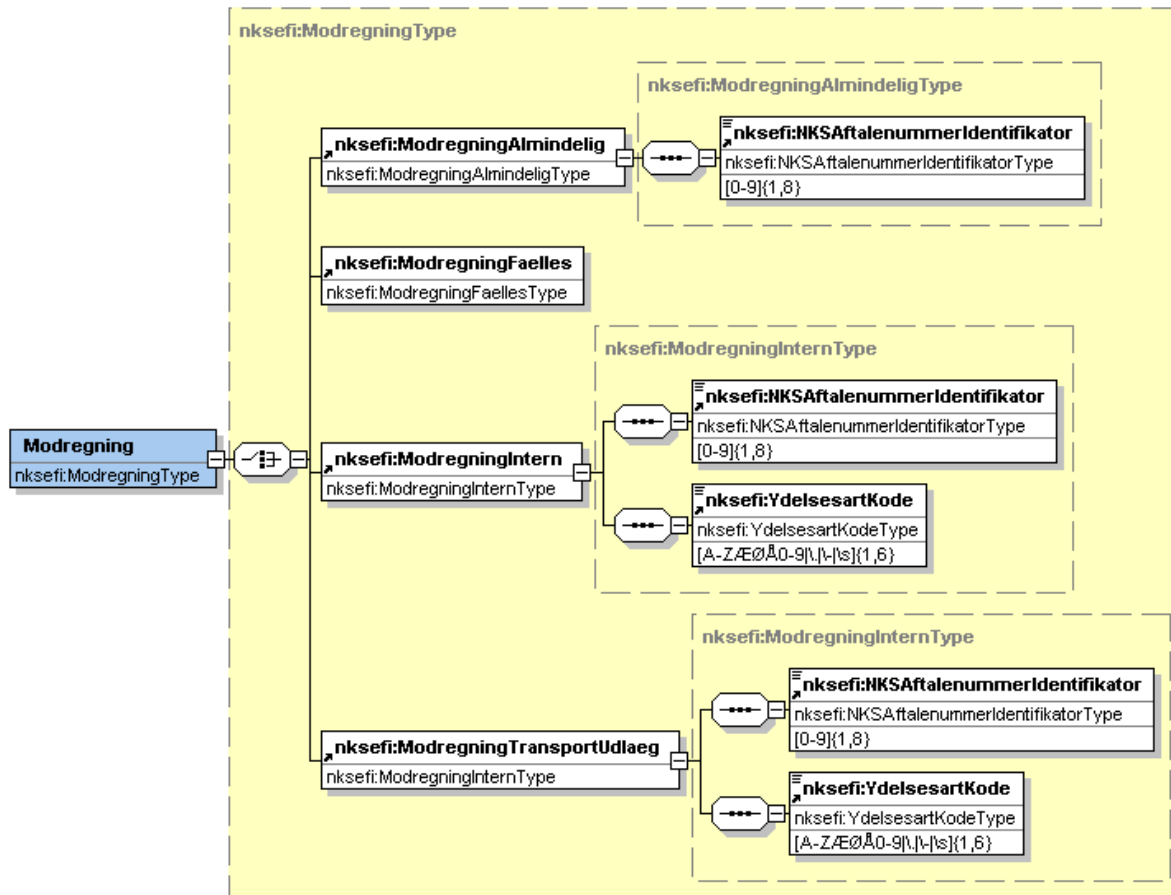 nksefi:ModregningType
nksefi:ModregningAlmindeligType
nksefi:ModregningAlmindelig
nksefi:ModregningAlmindeligType
nksefi:NKSAftalenummerIdentifikator
nksefi:NKSAftalenummerIdentifikatorType
[0-9]{1,8}
nksefi:ModregningFaelles
nksefi:ModregningFaellesType
nksefi:ModregningInternType
Modregning
nksefi:ModregningType
nksefi:ModregningIntern
nksefi:ModregningInternType
nksefi:NKSAftalenummerIdentifikator
nksefi:NKSAftalenummerIdentifikatorType
[0-9]{1,8}
nksefi:YdelsesartKode
nksefi:YdelsesartKodeType
[A-ZÆØÅ0-9|\.|\-|\s]{1,6}
nksefi:ModregningInternType
nksefi:ModregningTransportUdlaeg
nksefi:ModregningInternType
nksefi:NKSAftalenummerIdentifikator
nksefi:NKSAftalenummerIdentifikatorType
[0-9]{1,8}
nksefi:YdelsesartKode
nksefi:YdelsesartKodeType
[A-ZÆØÅ0-9|\.|\-|\s]{1,6}